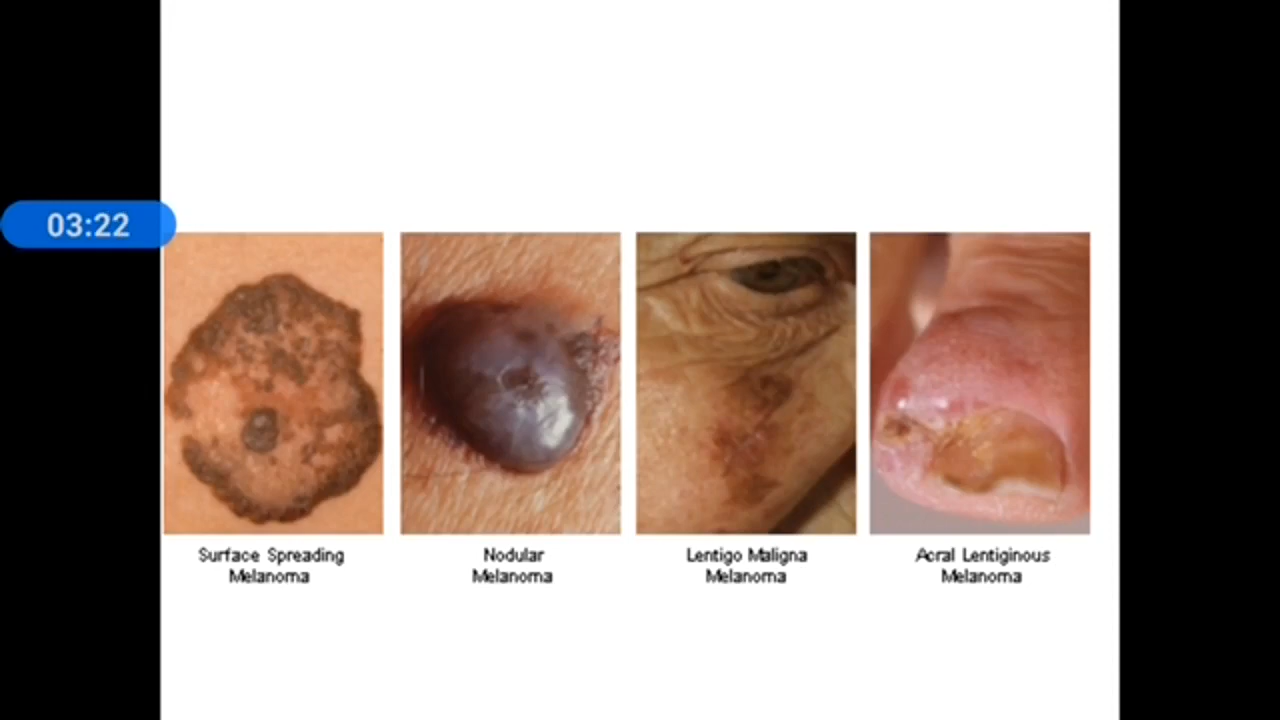 03:22
Surface Spreading
Melanoma
Nodular
Melanoma
Lentigo Maligna
Melanoma
Acral Lentiginous
Melanoma